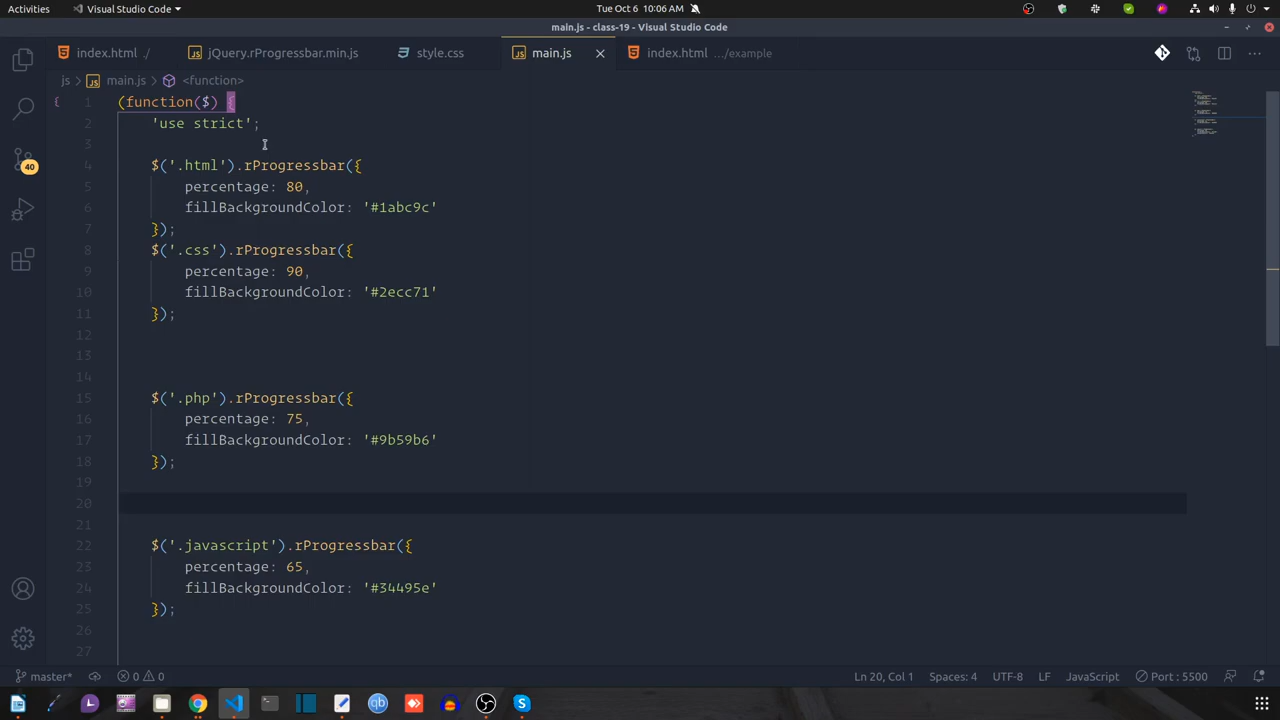 Activities Visual Studio Code Tue Oct 6 10:06 AM
main.js - class-19 - Visual Studio Code
index.html ./ jQuery.rProgressbar.min.js style.css main.js index.html .../example
js > main.js > <function>
1 (function($) {
2 'use strict';
3
4 $('.html').rProgressbar({
5 percentage: 80,
6 fillBackgroundColor: '#1abc9c'
7 });
8 $('.css').rProgressbar({
9 percentage: 90,
10 fillBackgroundColor: '#2ecc71'
11 });
12
13
14
15 $('.php').rProgressbar({
16 percentage: 75,
17 fillBackgroundColor: '#9b59b6'
18 });
19
20
21
22 $('.javascript').rProgressbar({
23 percentage: 65,
24 fillBackgroundColor: '#34495e'
25 });
26
27
40
master* 0 0 Ln 20, Col 1 Spaces: 4 UTF-8 LF JavaScript Port : 5500